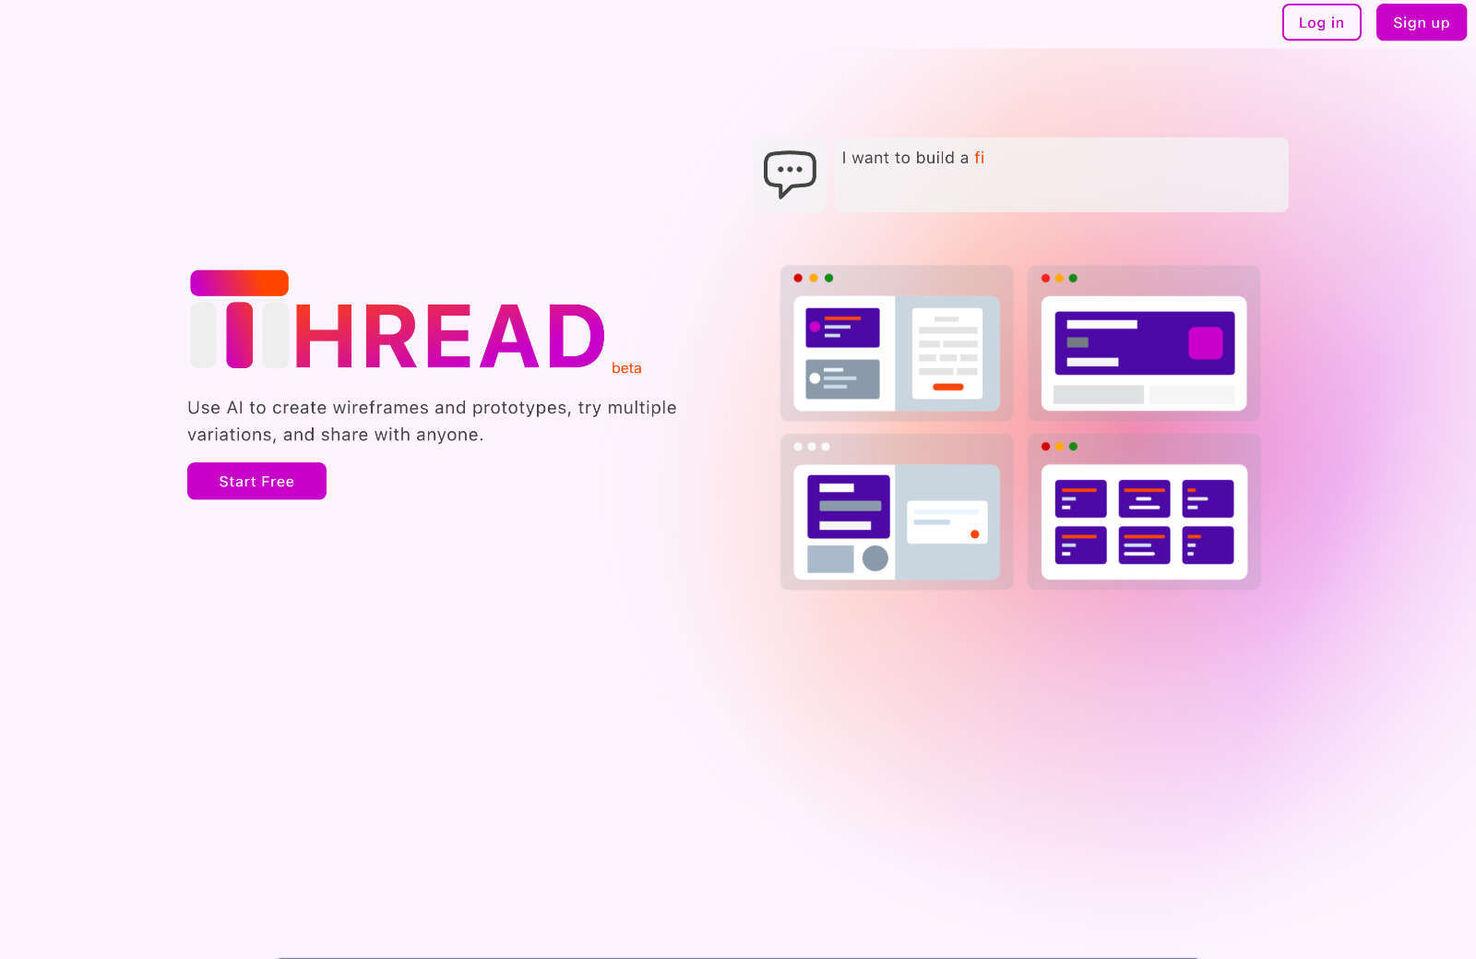 Log in
Sign up
I want to build a fi
THREAD
beta
Use AI to create wireframes and prototypes, try multiple
variations, and share with anyone.
Start Free